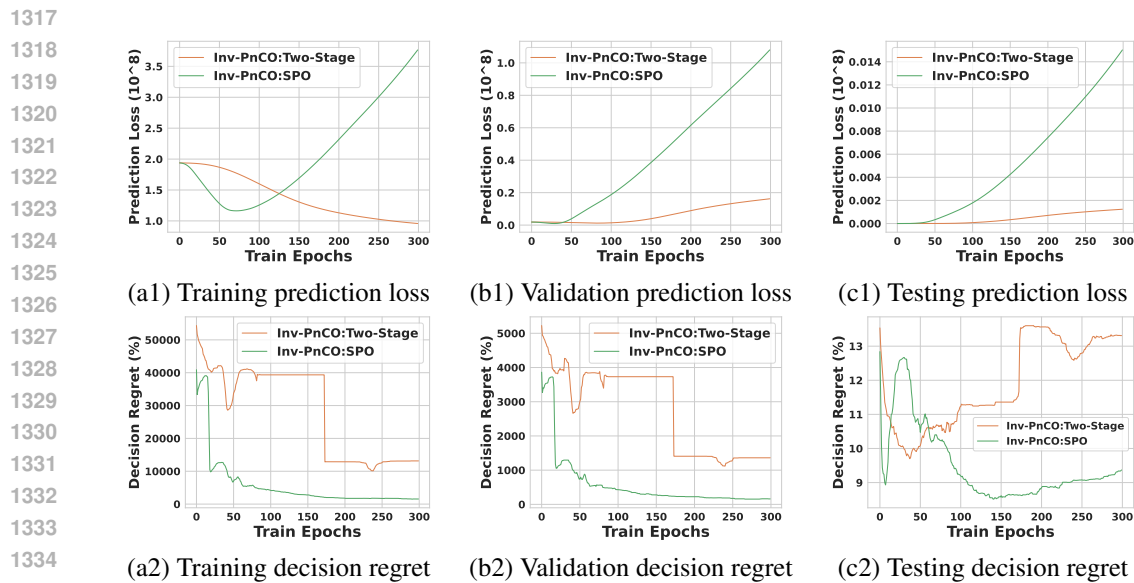 1317
1318
1319
1320
1321
1322
1323
1324
1325
1326
1327
1328
1329
1330
1331
1332
1333
1334
Prediction Loss (10^8)
3.5
3.0
2.5
2.0
1.5
1.0
Inv-PnCO:Two-Stage
Inv-PnCO:SPO
0 50 100 150 200 250 300
Train Epochs
(a1) Training prediction loss
Prediction Loss (10^8)
1.0
0.8
0.6
0.4
0.2
0.0
Inv-PnCO:Two-Stage
Inv-PnCO:SPO
0 50 100 150 200 250 300
Train Epochs
(b1) Validation prediction loss
Prediction Loss (10^8)
0.014
0.012
0.010
0.008
0.006
0.004
0.002
0.000
Inv-PnCO:Two-Stage
Inv-PnCO:SPO
0 50 100 150 200 250 300
Train Epochs
(c1) Testing prediction loss
Decision Regret (%)
50000
40000
30000
20000
10000
0
Inv-PnCO:Two-Stage
Inv-PnCO:SPO
0 50 100 150 200 250 300
Train Epochs
(a2) Training decision regret
Decision Regret (%)
5000
4000
3000
2000
1000
0
Inv-PnCO:Two-Stage
Inv-PnCO:SPO
0 50 100 150 200 250 300
Train Epochs
(b2) Validation decision regret
Decision Regret (%)
13
12
11
10
9
Inv-PnCO:Two-Stage
Inv-PnCO:SPO
0 50 100 150 200 250 300
Train Epochs
(c2) Testing decision regret